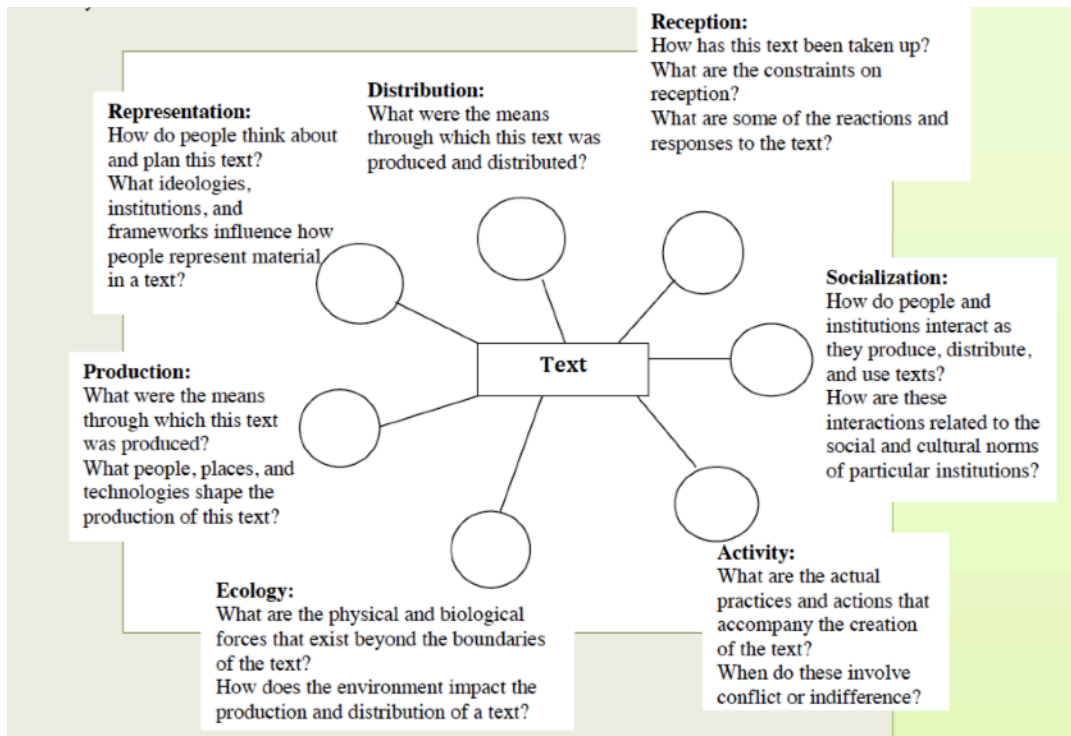 Reception:
How has this text been taken up?
What are the constraints on
reception?
What are some of the reactions and
responses to the text?
Distribution:
What were the means
through which this text was
produced and distributed?
Representation:
How do people think about
and plan this text?
What ideologies,
institutions, and
frameworks influence how
people represent material
in a text?
Socialization:
How do people and
institutions interact as
they produce, distribute,
and use texts?
How are these
interactions related to the
social and cultural norms
of particular institutions?
Text
Production:
What were the means
through which this text
was produced?
What people, places, and
technologies shape the
production of this text?
Activity:
What are the actual
practices and actions that
accompany the creation
of the text?
When do these involve
conflict or indifference?
Ecology:
What are the physical and biological
forces that exist beyond the boundaries
of the text?
How does the environment impact the
production and distribution of a text?